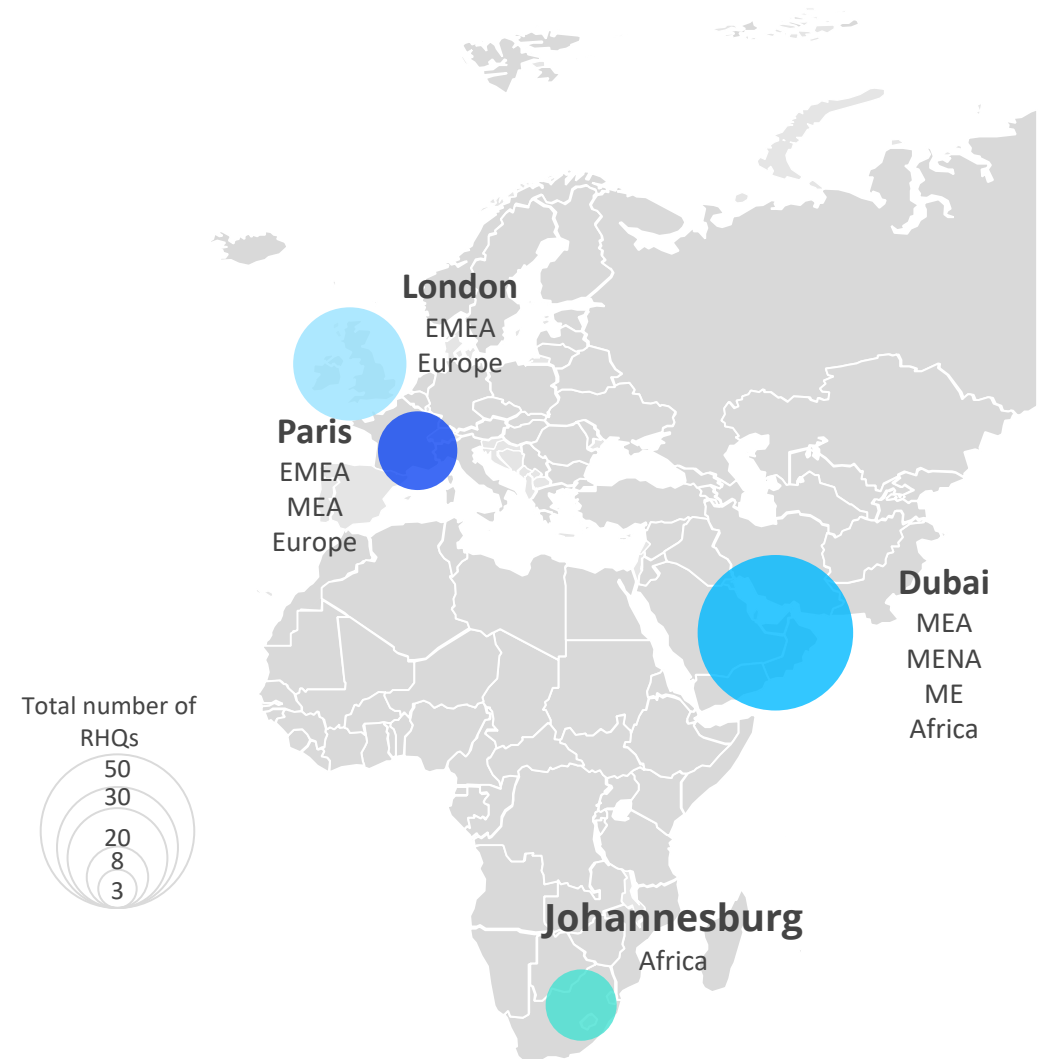 London
EMEA
Europe
Paris
EMEA
MEA
Europe
Dubai
MEA
MENA
ME
Africa
Total number of
RHQs
50
30
20
8
3
Johannesburg
Africa